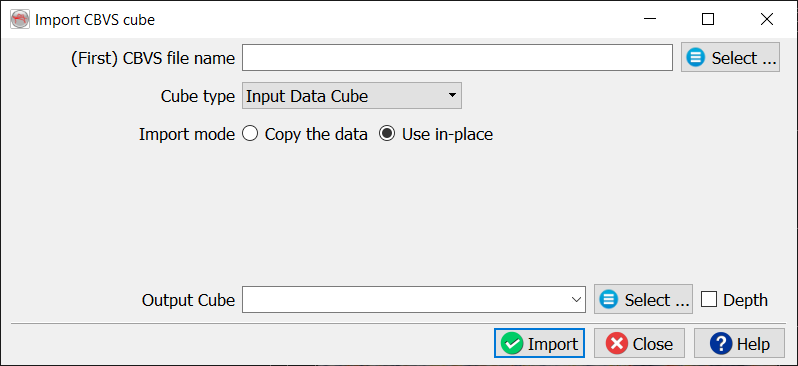 Import CBVS cube
(First) CBVS file name Select ...
Cube type Input Data Cube
Import mode Copy the data Use in-place
Output Cube Select ... Depth
Import Close Help